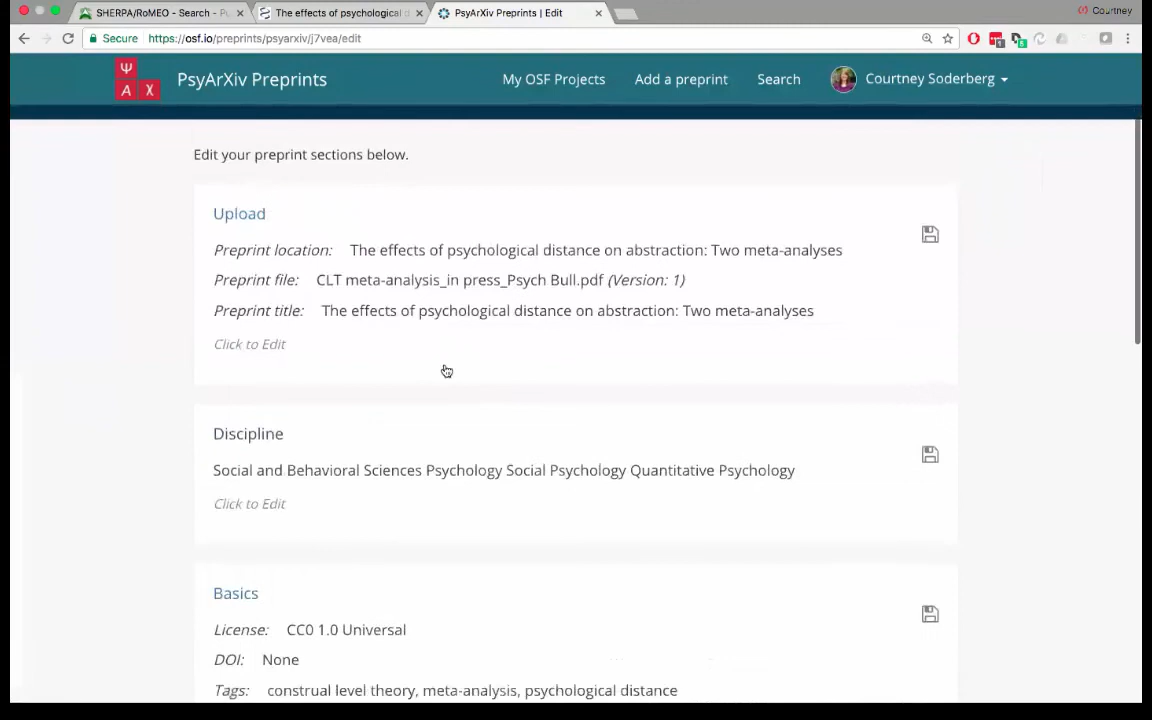 SHERPA/RoMEO - Search - Pu
The effects of psychological d
PsyArXiv Preprints | Edit
Courtney
Secure
https://osf.io/preprints/psyarxiv/j7vea/edit
Ψ
A X
PsyArXiv Preprints
My OSF Projects
Add a preprint
Search
Courtney Soderberg
Edit your preprint sections below.
Upload
Preprint location: The effects of psychological distance on abstraction: Two meta-analyses
Preprint file: CLT meta-analysis_in press_Psych Bull.pdf (Version: 1)
Preprint title: The effects of psychological distance on abstraction: Two meta-analyses
Click to Edit
Discipline
Social and Behavioral Sciences Psychology Social Psychology Quantitative Psychology
Click to Edit
Basics
License: CC0 1.0 Universal
DOI: None
Tags: construal level theory, meta-analysis, psychological distance